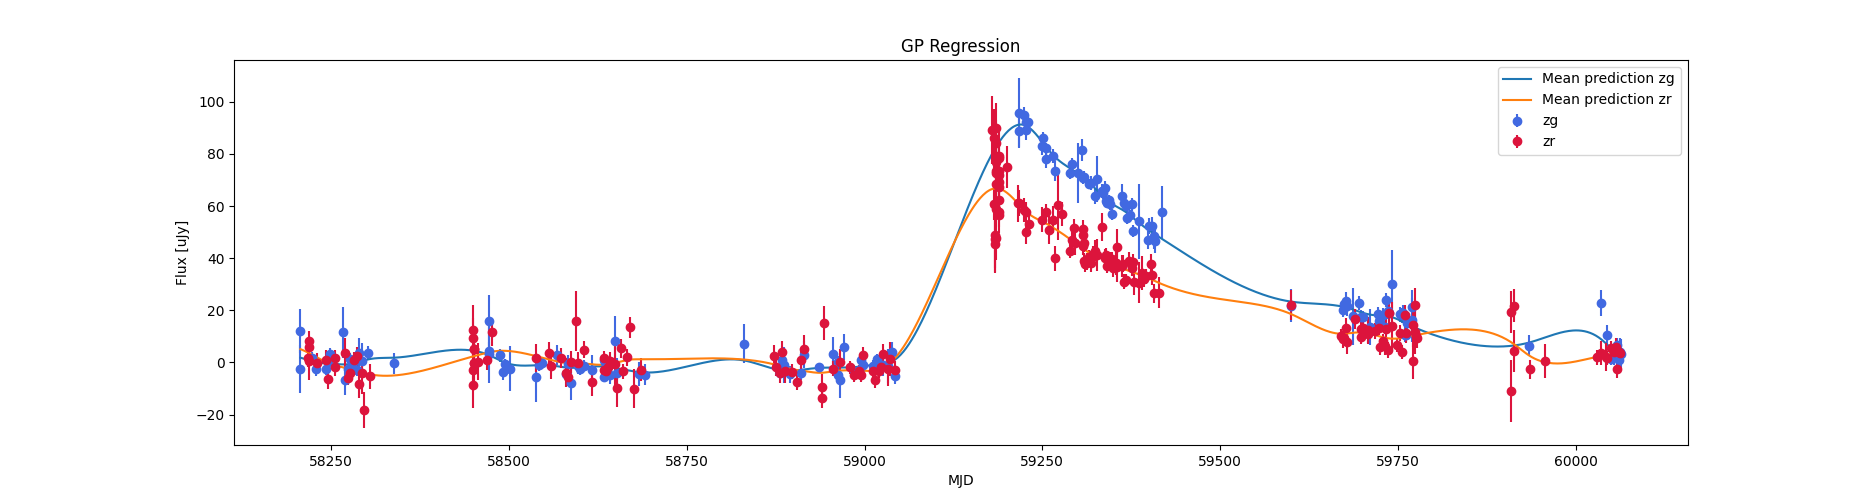 GP Regression
Mean prediction zg
Mean prediction zr
zg
zr
100
80
60
40
20
0
−20
Flux [uJy]
58250
58500
58750
59000
59250
59500
59750
60000
MJD